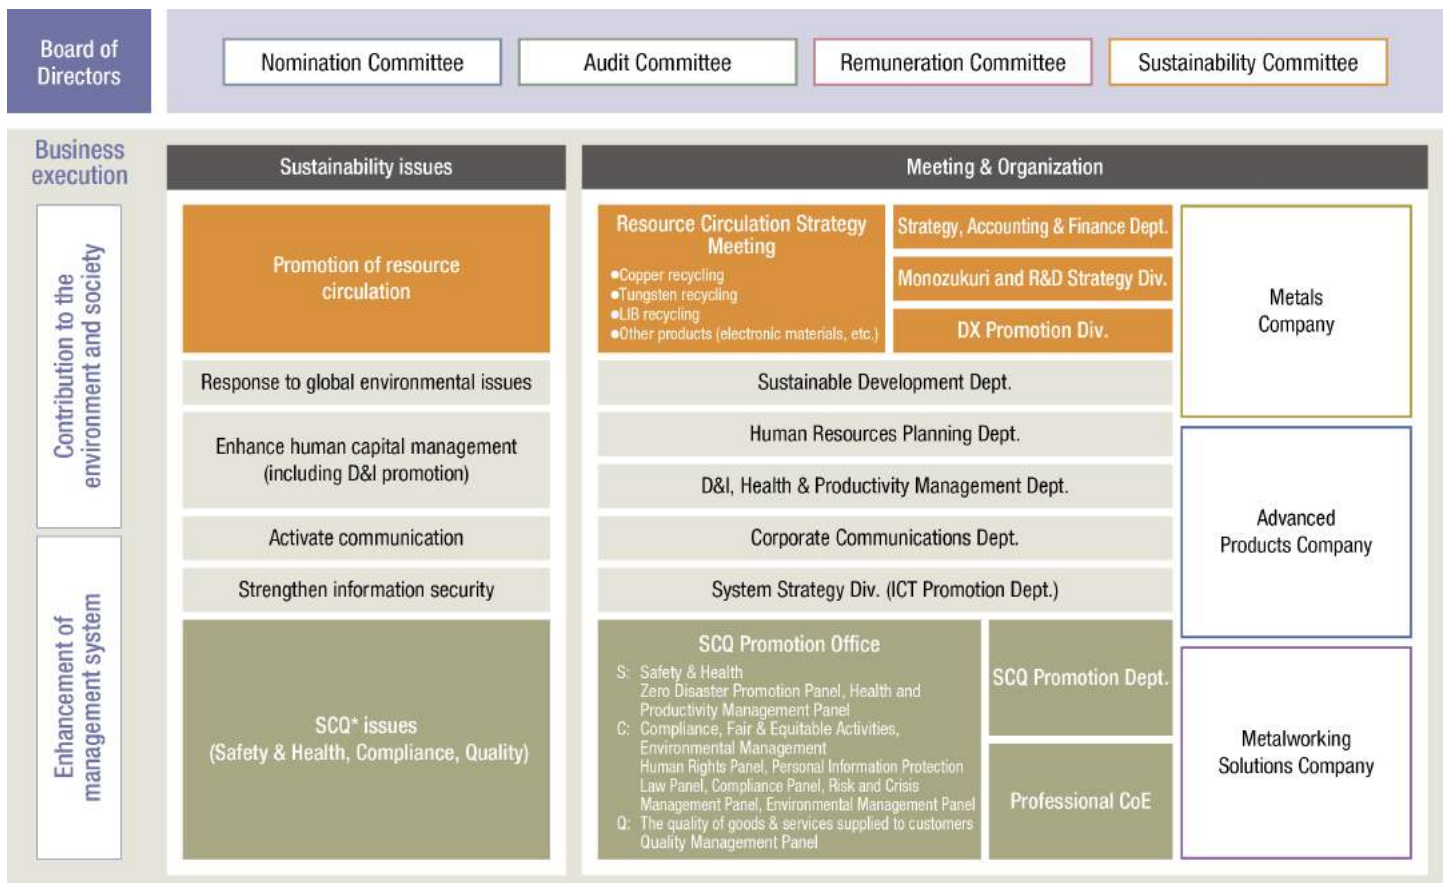 Board of
Directors
Nomination Committee
Audit Committee
Remuneration Committee
Sustainability Committee
Business
execution
Sustainability issues
Meeting & Organization
Contribution to the
environment and society
Enhancement of
management system
Promotion of resource
circulation
Response to global environmental issues
Enhance human capital management
(including D&I promotion)
Activate communication
Strengthen information security
SCQ* issues
(Safety & Health, Compliance, Quality)
Resource Circulation Strategy
Meeting
●Copper recycling
●Tungsten recycling
●LIB recycling
●Other products (electronic materials, etc.)
Strategy, Accounting & Finance Dept.
Monozukuri and R&D Strategy Div.
DX Promotion Div.
Sustainable Development Dept.
Human Resources Planning Dept.
D&I, Health & Productivity Management Dept.
Corporate Communications Dept.
System Strategy Div. (ICT Promotion Dept.)
SCQ Promotion Office
S: Safety & Health
Zero Disaster Promotion Panel, Health and
Productivity Management Panel
C: Compliance, Fair & Equitable Activities,
Environmental Management
Human Rights Panel, Personal Information Protection
Law Panel, Compliance Panel, Risk and Crisis
Management Panel, Environmental Management Panel
Q: The quality of goods & services supplied to customers
Quality Management Panel
SCQ Promotion Dept.
Professional CoE
Metals
Company
Advanced
Products Company
Metalworking
Solutions Company